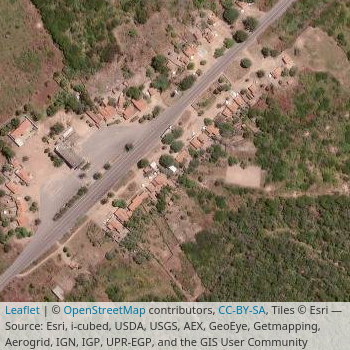 Leaflet | © OpenStreetMap contributors, CC-BY-SA, Tiles © Esri —
Source: Esri, i-cubed, USDA, USGS, AEX, GeoEye, Getmapping,
Aerogrid, IGN, IGP, UPR-EGP, and the GIS User Community